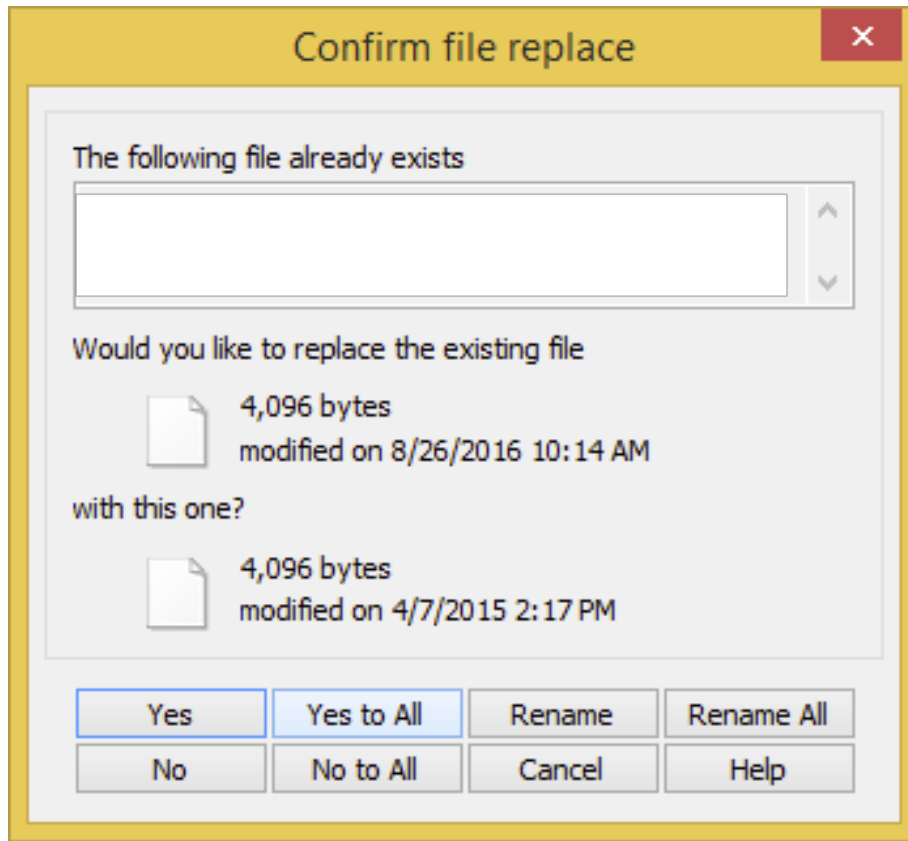 Confirm file replace
The following file already exists
Would you like to replace the existing file
4,096 bytes
modified on 8/26/2016 10:14 AM
with this one?
4,096 bytes
modified on 4/7/2015 2:17 PM
Yes Yes to All Rename Rename All
No No to All Cancel Help